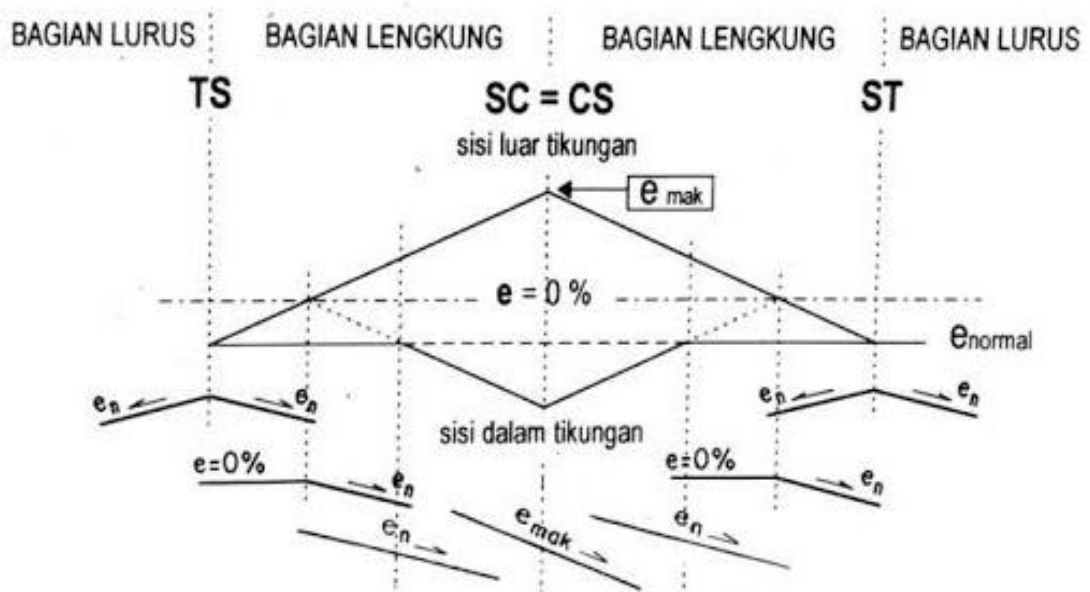 BAGIAN LURUS BAGIAN LENGKUNG BAGIAN LENGKUNG BAGIAN LURUS
TS SC = CS ST
sisi luar tikungan
e mak
e = 0 %
e normal
en en en en
sisi dalam tikungan
e=0% en e=0% en
en emak en